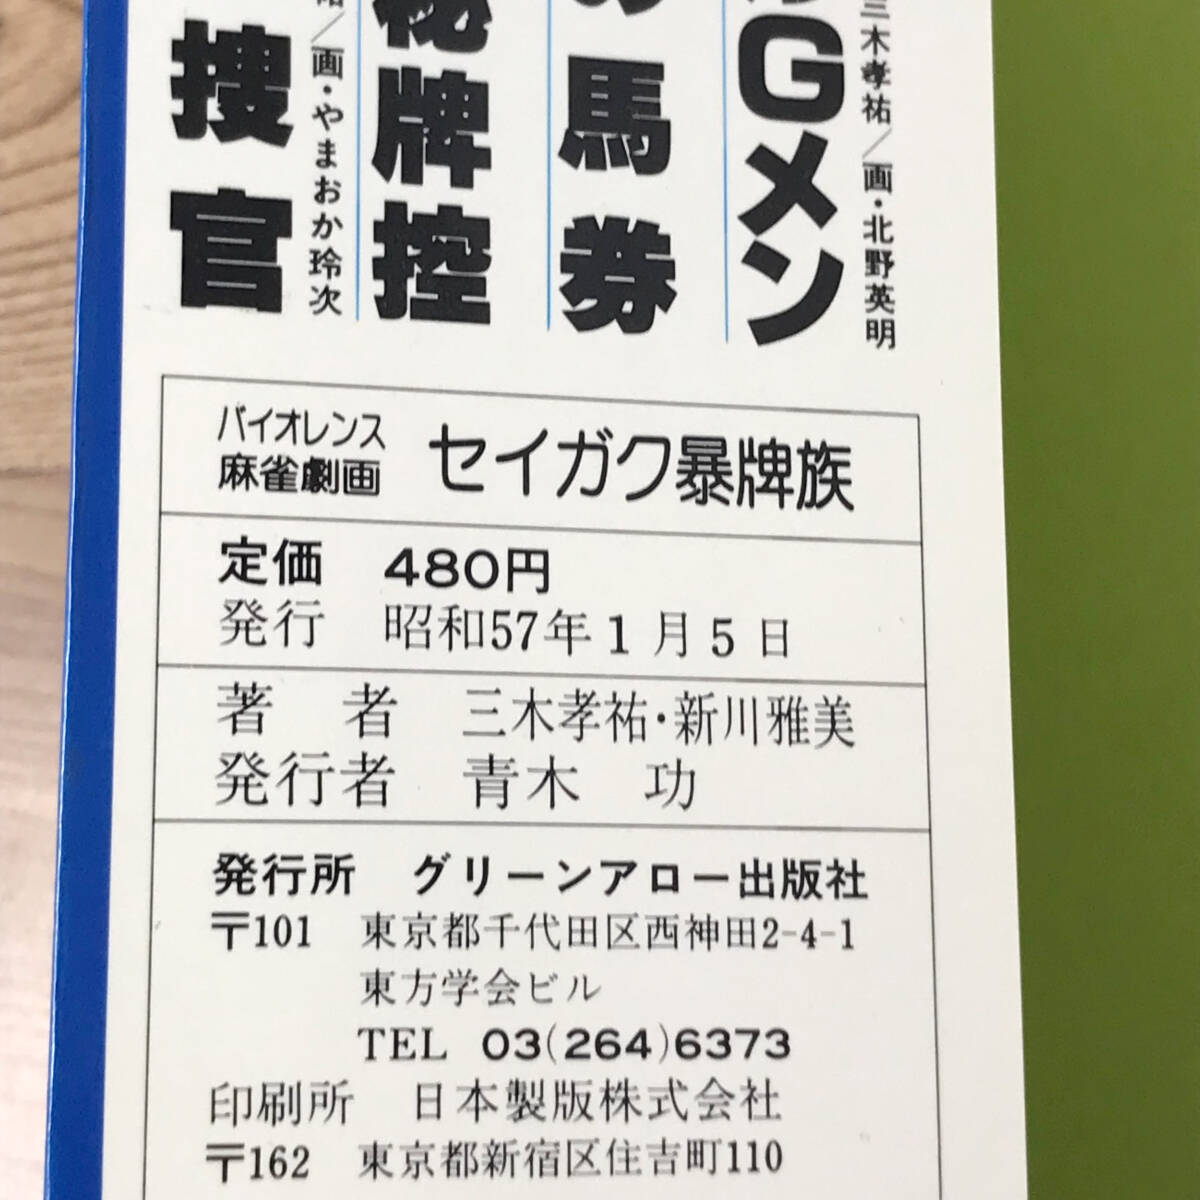 三木孝祐／画・北野英明
Gメン
の馬券
秘牌控
祐／画・やまおか玲次
捜官
バイオレンス
麻雀劇画 セイガク暴牌族
定価 480円
発行 昭和57年1月5日
著者 三木孝祐・新川雅美
発行者 青木 功
発行所 グリーンアロー出版社
〒101 東京都千代田区西神田2-4-1
東方学会ビル
TEL 03(264)6373
印刷所 日本製版株式会社
〒162 東京都新宿区住吉町110